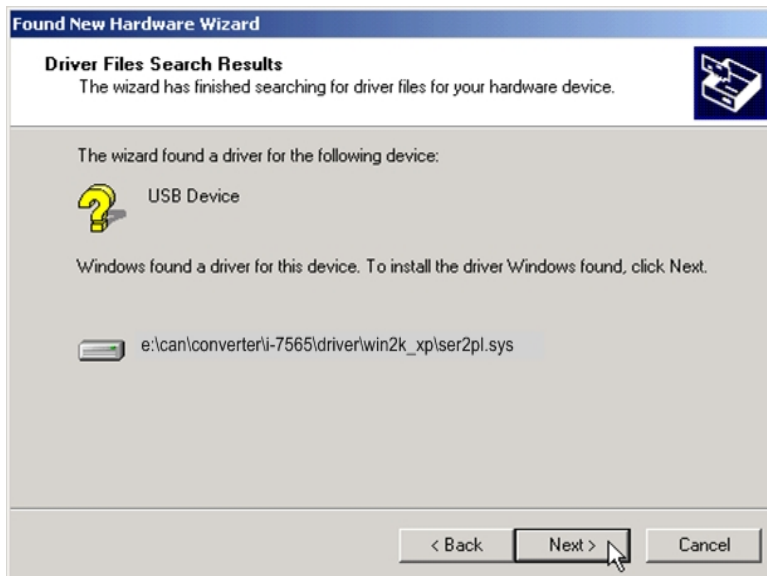 Found New Hardware Wizard
Driver Files Search Results
The wizard has finished searching for driver files for your hardware device.
The wizard found a driver for the following device:
USB Device
Windows found a driver for this device. To install the driver Windows found, click Next.
e:\can\converter\i-7565\driver\win2k_xp\ser2pl.sys
< Back Next > Cancel